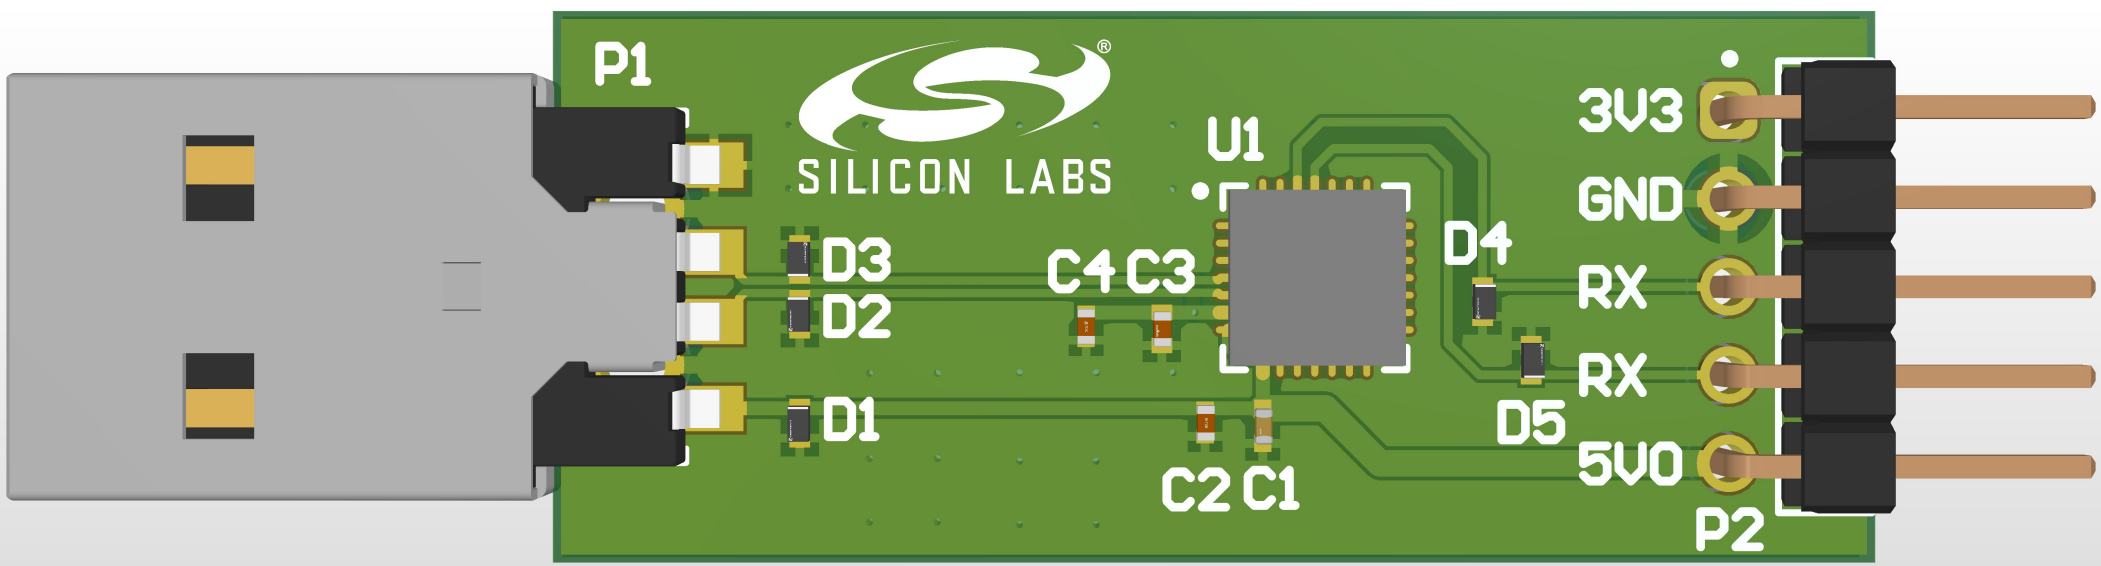 P1
SILICON LABS
®
U1
3V3
GND
RX
RX
5V0
P2
D3
D2
D1
C4 C3
C2 C1
D4
D5